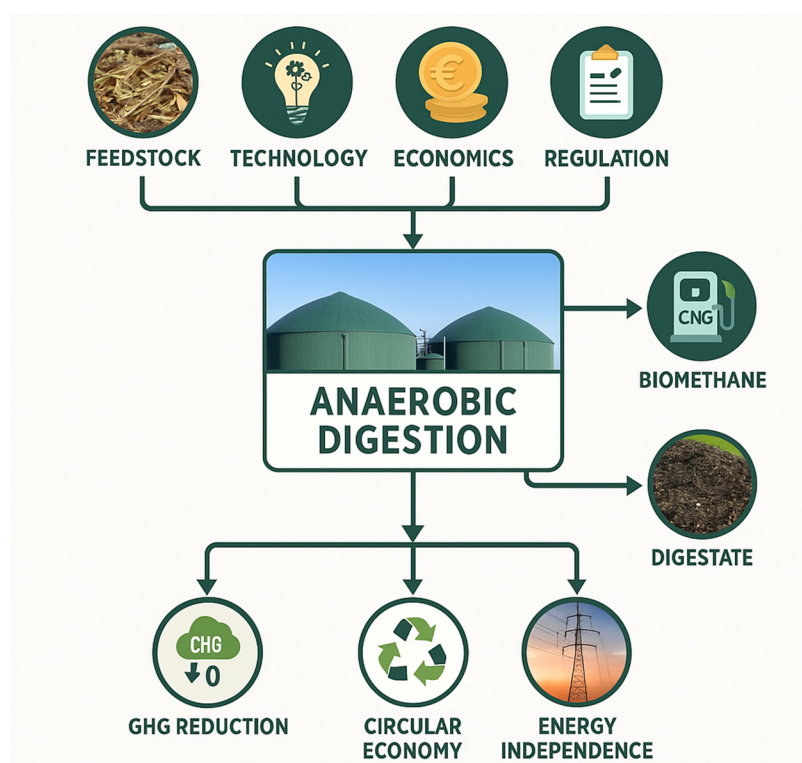 €
FEEDSTOCK
TECHNOLOGY
ECONOMICS
REGULATION
ANAEROBIC
DIGESTION
CNG
BIOMETHANE
DIGESTATE
CHG
0
GHG REDUCTION
CIRCULAR
ECONOMY
ENERGY
INDEPENDENCE